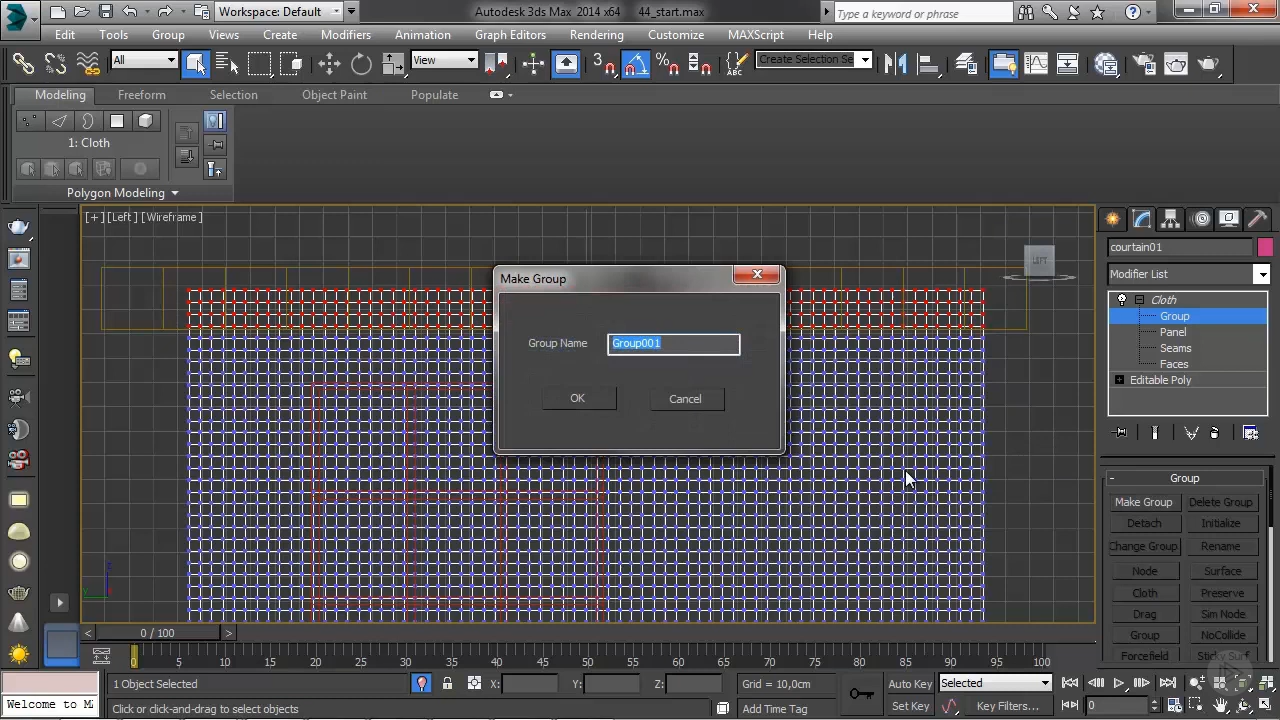 Workspace: Default
Autodesk 3ds Max 2014 x64 44_start.max
Type a keyword or phrase
Edit Tools Group Views Create Modifiers Animation Graph Editors Rendering Customize MAXScript Help
All
View
3
Create Selection Se
Modeling Freeform Selection Object Paint Populate
1: Cloth
Polygon Modeling
[+] [Left] [Wireframe]
LEFT
courtain01
Modifier List
Cloth
Group
Panel
Seams
Faces
Editable Poly
Make Group
Group Name Group001
OK Cancel
- Group
Make Group Delete Group
Detach Initialize
Change Group Rename
Node Surface
Cloth Preserve
Drag Sim Node
Group NoCollide
Forcefield Sticky Surf
< 0 / 100 >
0 5 10 15 20 25 30 35 40 45 50 55 60 65 70 75 80 85 90 95 100
1 Object Selected X: Y: Z: Grid = 10,0cm Auto Key Selected
Welcome to M Click or click-and-drag to select objects Add Time Tag Set Key Key Filters... 0